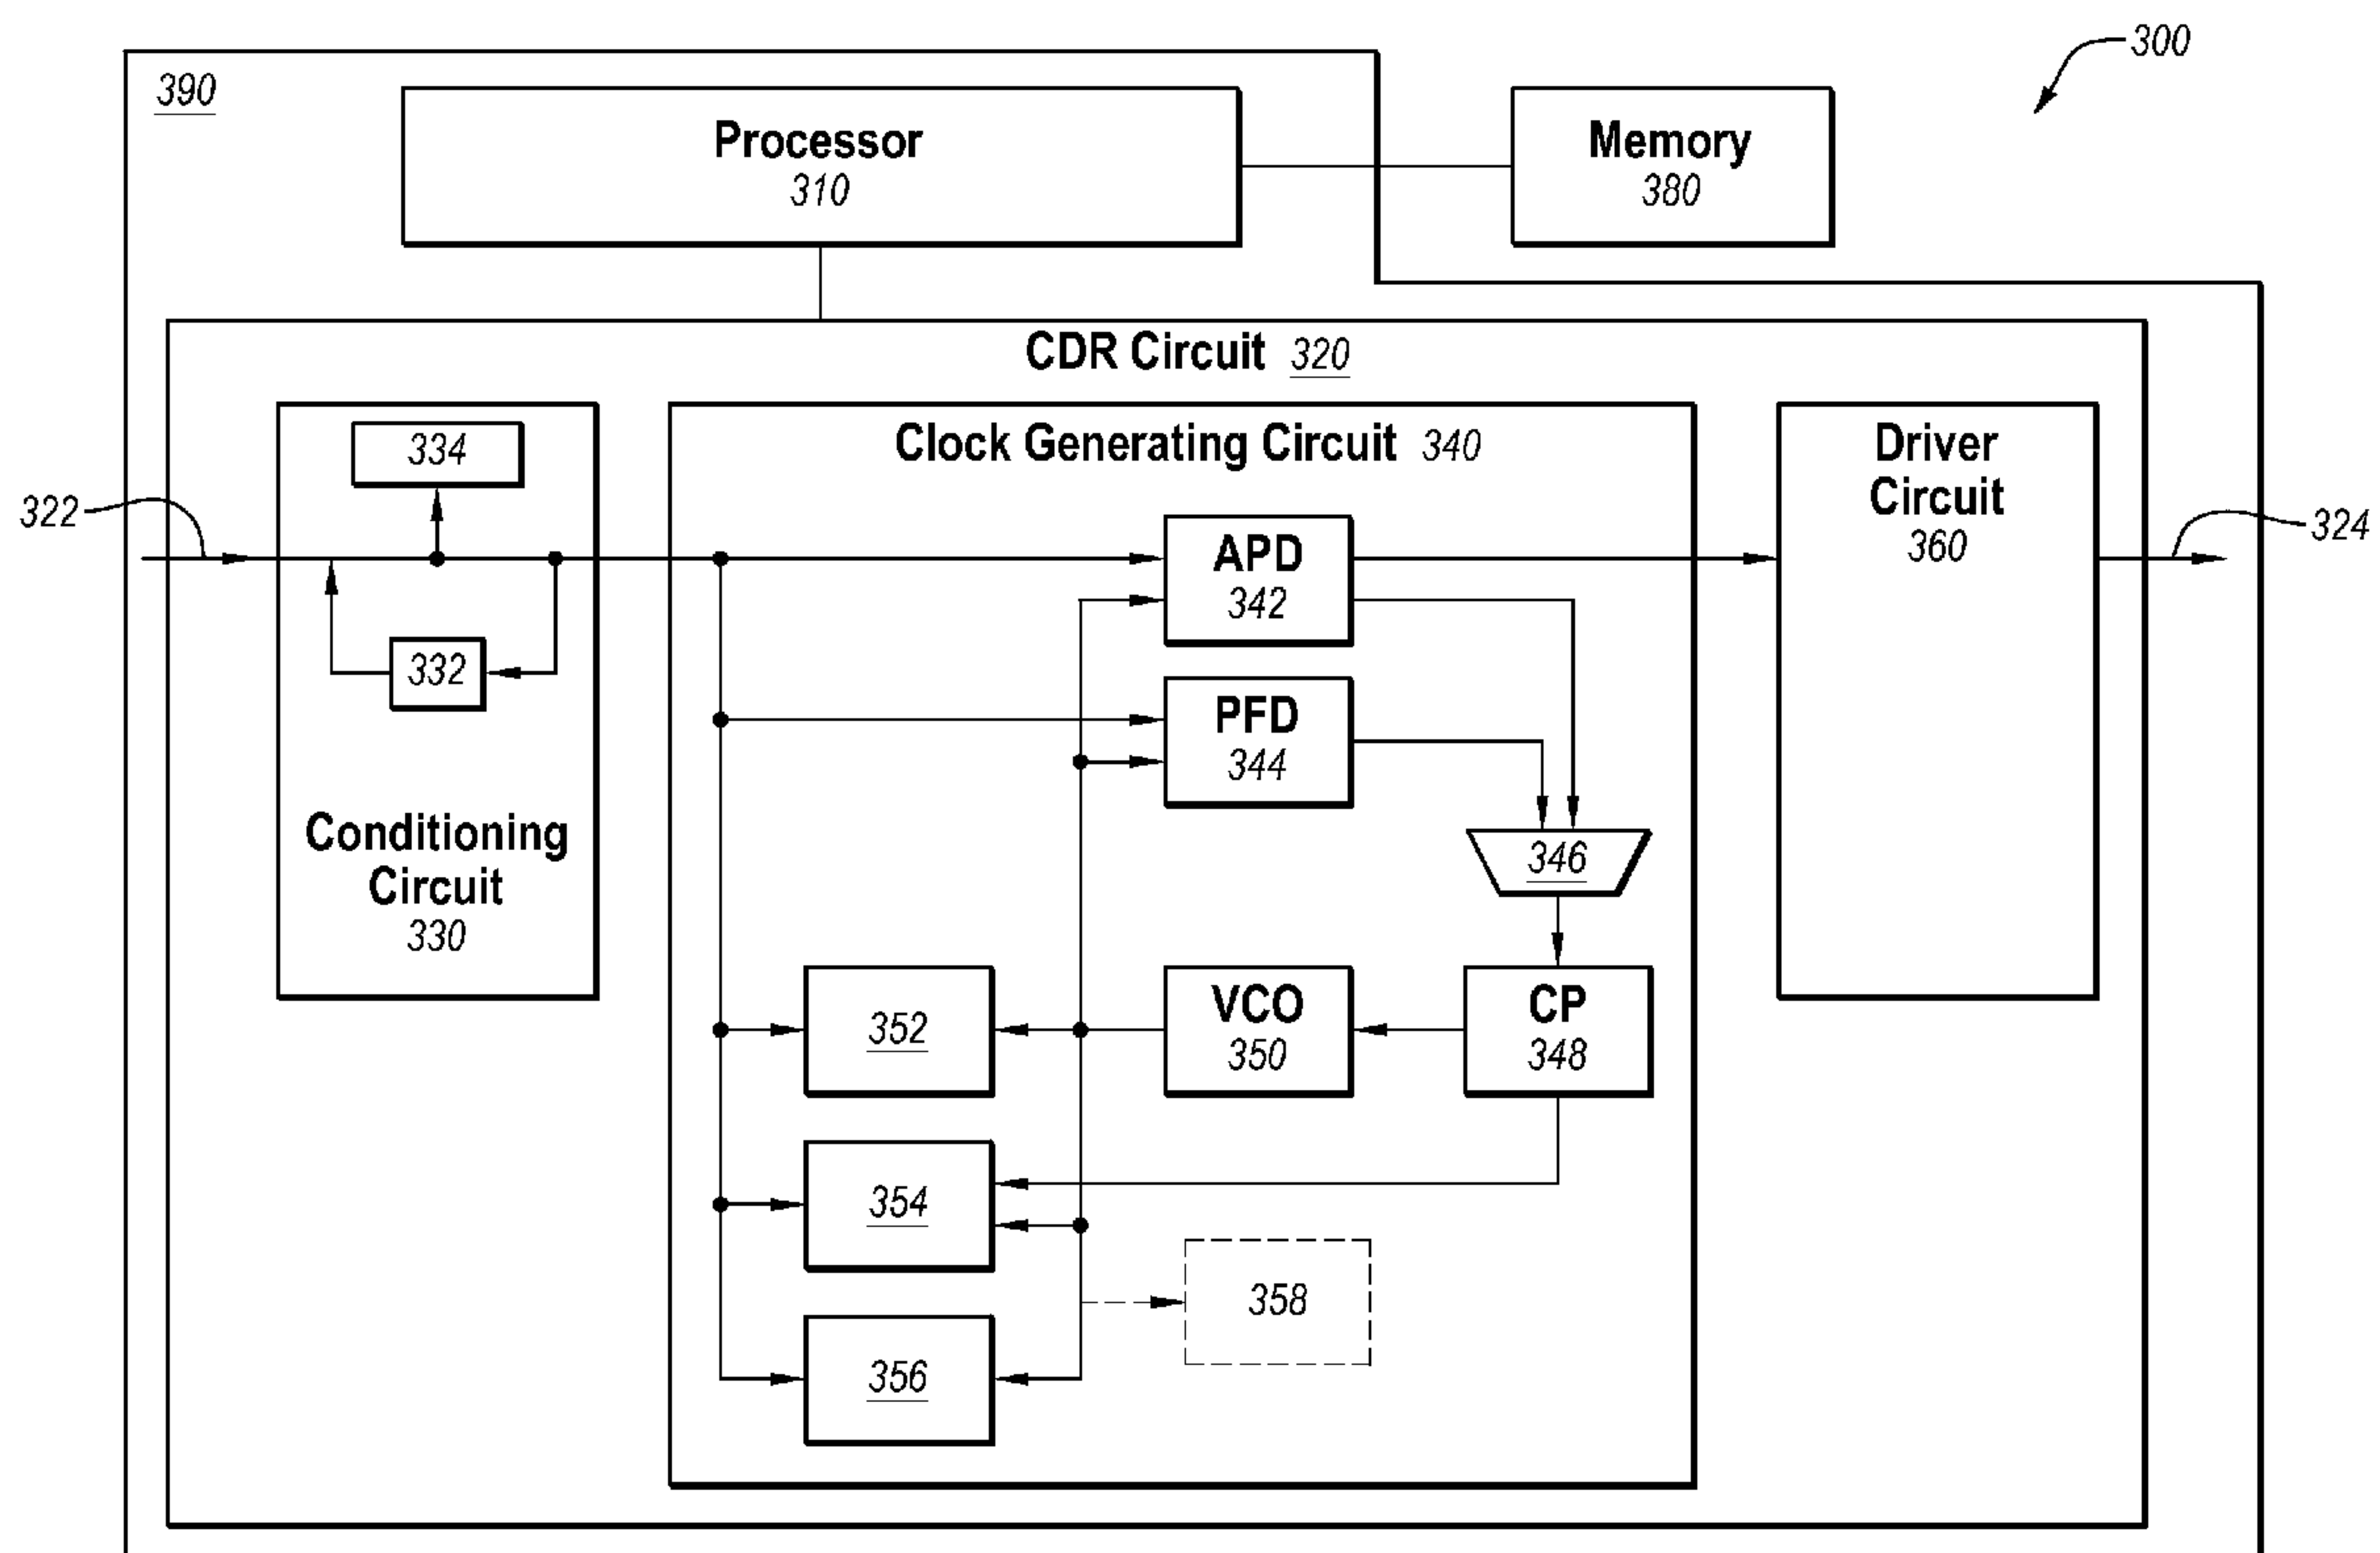 300
390
Processor
310
Memory
380
CDR Circuit 320
334
Clock Generating Circuit 340
Driver
Circuit
360
322
324
APD
342
332
PFD
344
Conditioning
Circuit
330
346
352
VCO
350
CP
348
354
358
356